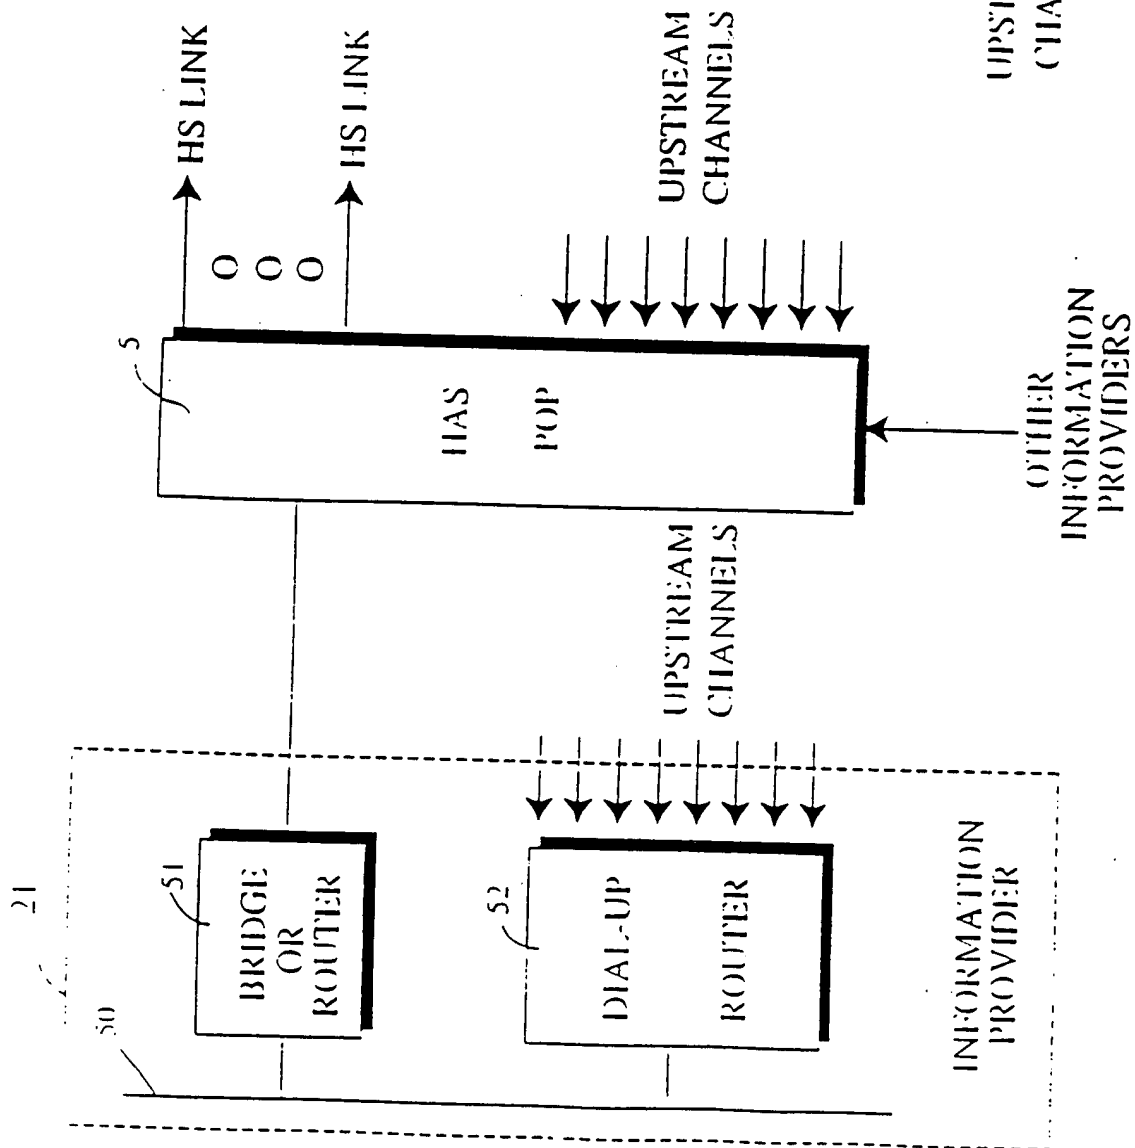 21
50
51
BRIDGE
OR
ROUTER
52
DIAL-UP
ROUTER
INFORMATION
PROVIDER
UPSTREAM
CHANNELS
5
HAS
POP
HS LINK
O
O
O
HS LINK
UPSTREAM
CHANNELS
OTHER
INFORMATION
PROVIDERS